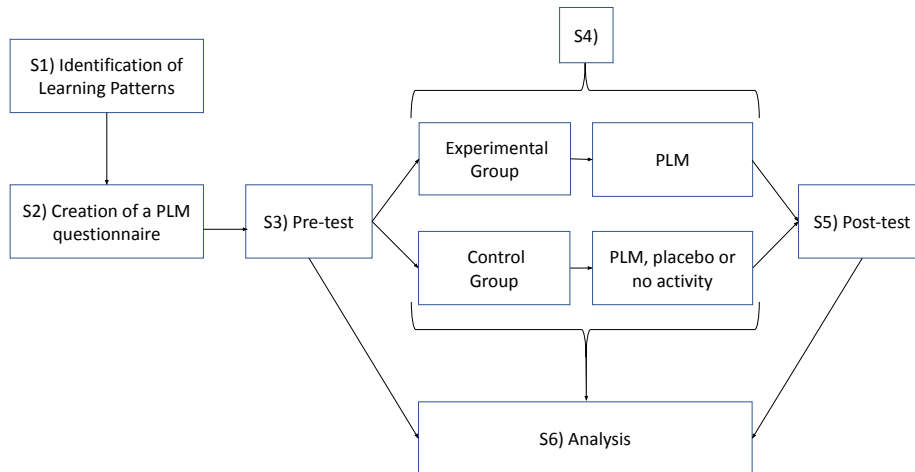 S4)
S1) Identification of
Learning Patterns
Experimental
Group
PLM
S2) Creation of a PLM
questionnaire
S3) Pre-test
S5) Post-test
Control
Group
PLM, placebo or
no activity
S6) Analysis